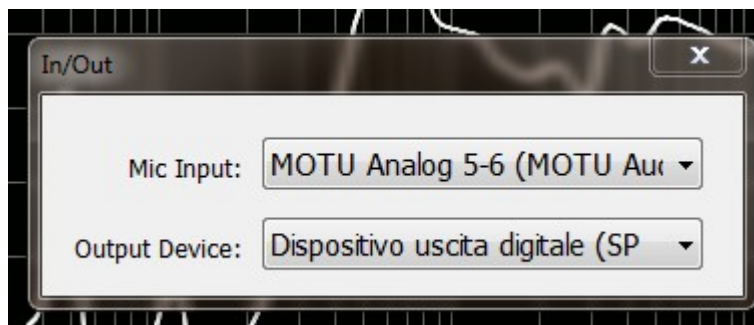 In/Out
x
Mic Input: MOTU Analog 5-6 (MOTU Au
Output Device: Dispositivo uscita digitale (SP